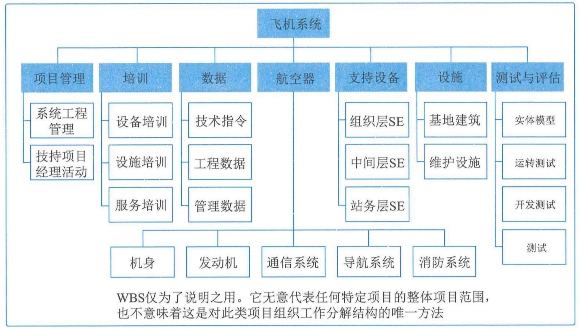 飞机系统
项目管理
培训
数据
航空器
支持设备
设施
测试与评估
系统工程
管理
技持项目
经理活动
设备培训
设施培训
服务培训
技术指令
工程数据
管理数据
组织层SE
中间层SE
站务层SE
基地建筑
维护设施
实体模型
运转测试
开发测试
测试
机身
发动机
通信系统
导航系统
消防系统
WBS仅为了说明之用。它无意代表任何特定项目的整体项目范围，
也不意味着这是对此类项目组织工作分解结构的唯一方法